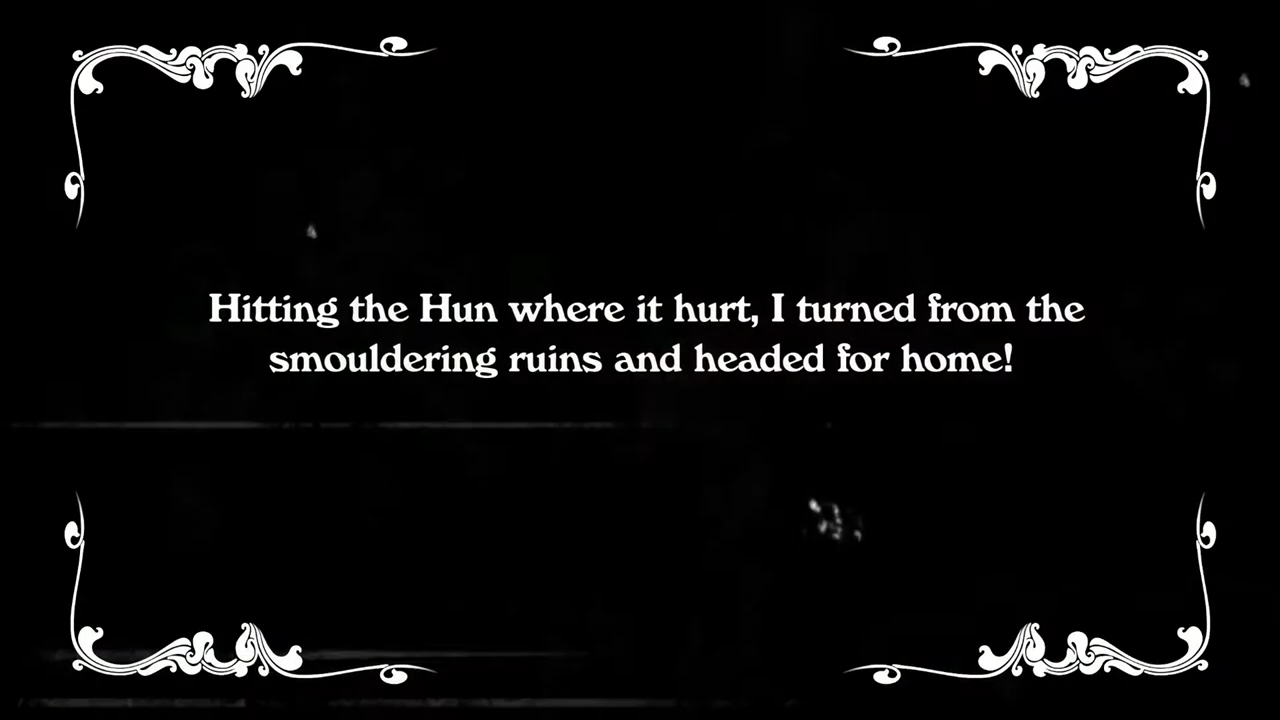 Hitting the Hun where it hurt, I turned from the
smouldering ruins and headed for home!